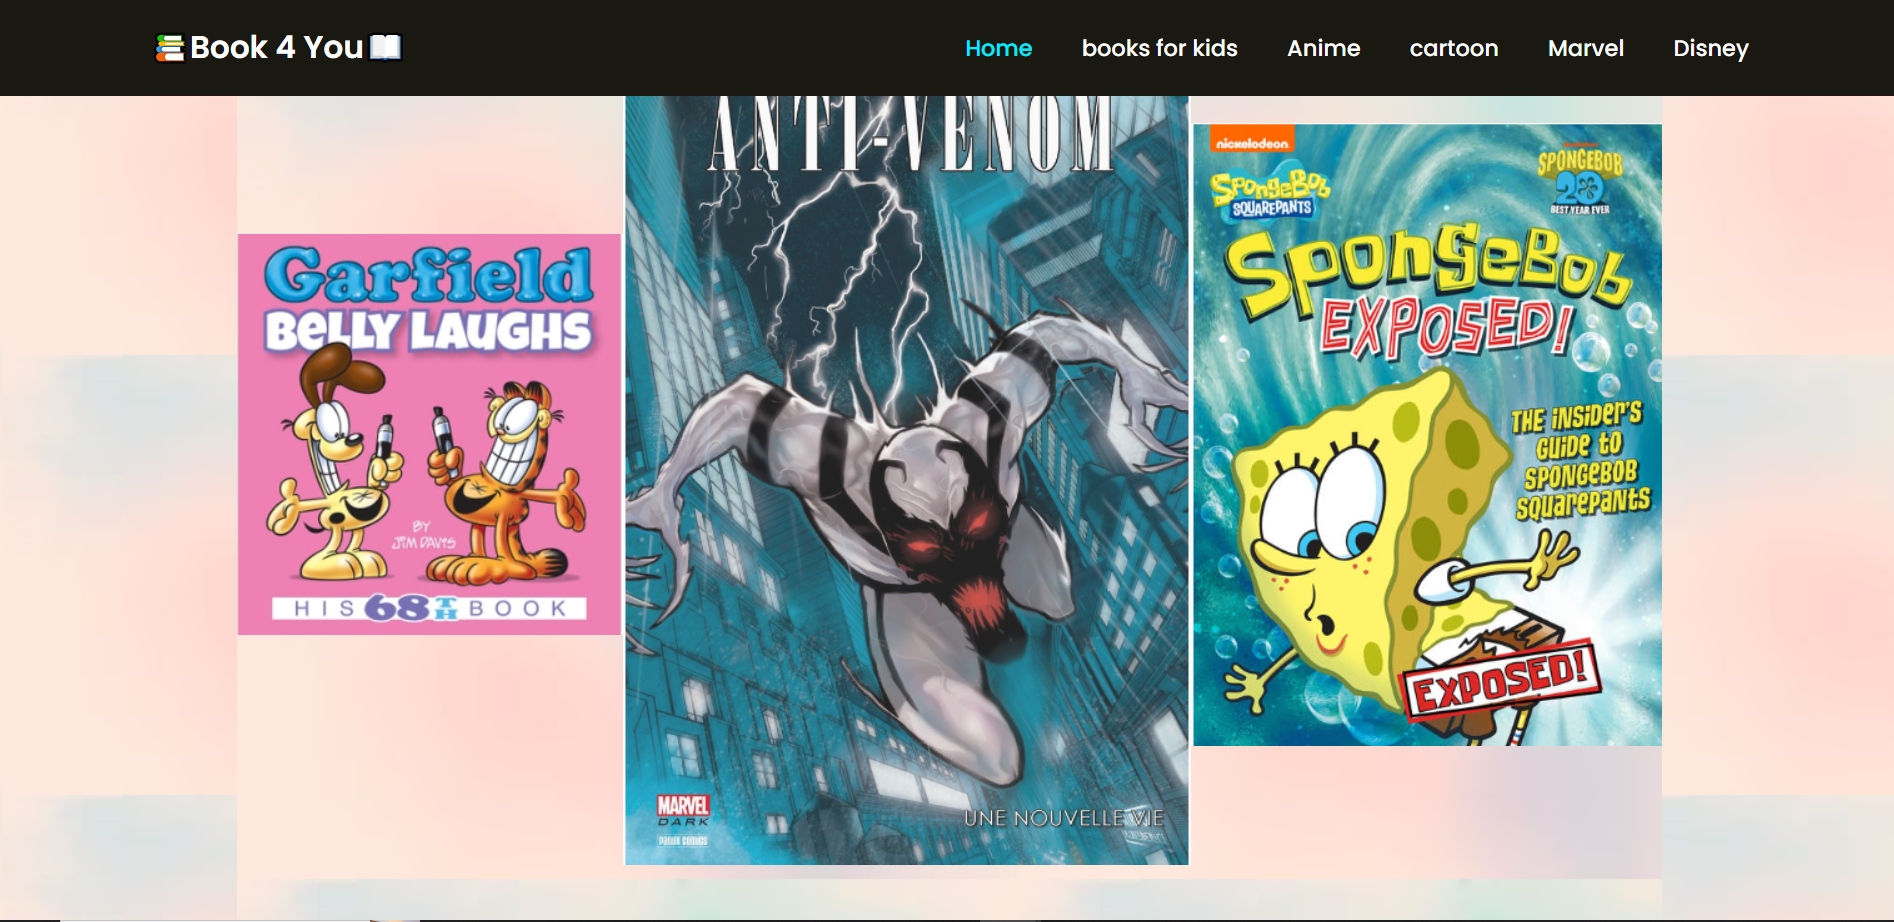 Book 4 You
Home
books for kids
Anime
cartoon
Marvel
Disney
Garfield
BELLY LAUGHS
BY
JIM DAVIS
HIS 68TH BOOK
ANTI-VENOM
MARVEL
DARK
PANINI COMICS
UNE NOUVELLE VIE
nickelodeon
SpongeBob
SQUAREPANTS
SPONGEBOB
20
BEST YEAR EVER
SpongeBob
EXPOSED!
THE INSIDER'S
GUIDE TO
SPONGEBOB
SQUAREPANTS
EXPOSED!